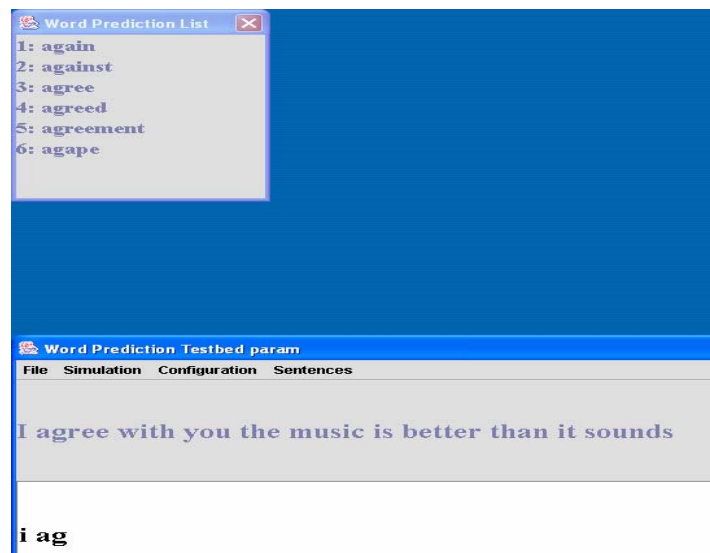 Word Prediction List
1: again
2: against
3: agree
4: agreed
5: agreement
6: agape
Word Prediction Testbed param
File Simulation Configuration Sentences
I agree with you the music is better than it sounds
i ag